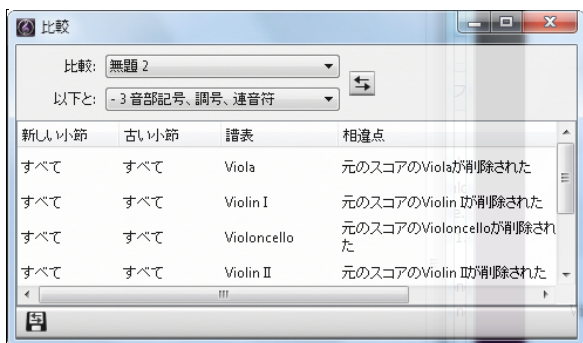 比較
比較: 無題 2
以下と: - 3 音部記号、調号、連音符
新しい小節 古い小節 譜表 相違点
すべて すべて Viola 元のスコアのViolaが削除された
すべて すべて Violin I 元のスコアのViolin Iが削除された
すべて すべて Violoncello 元のスコアのVioloncelloが削除され
た
すべて すべて Violin II 元のスコアのViolin IIが削除された